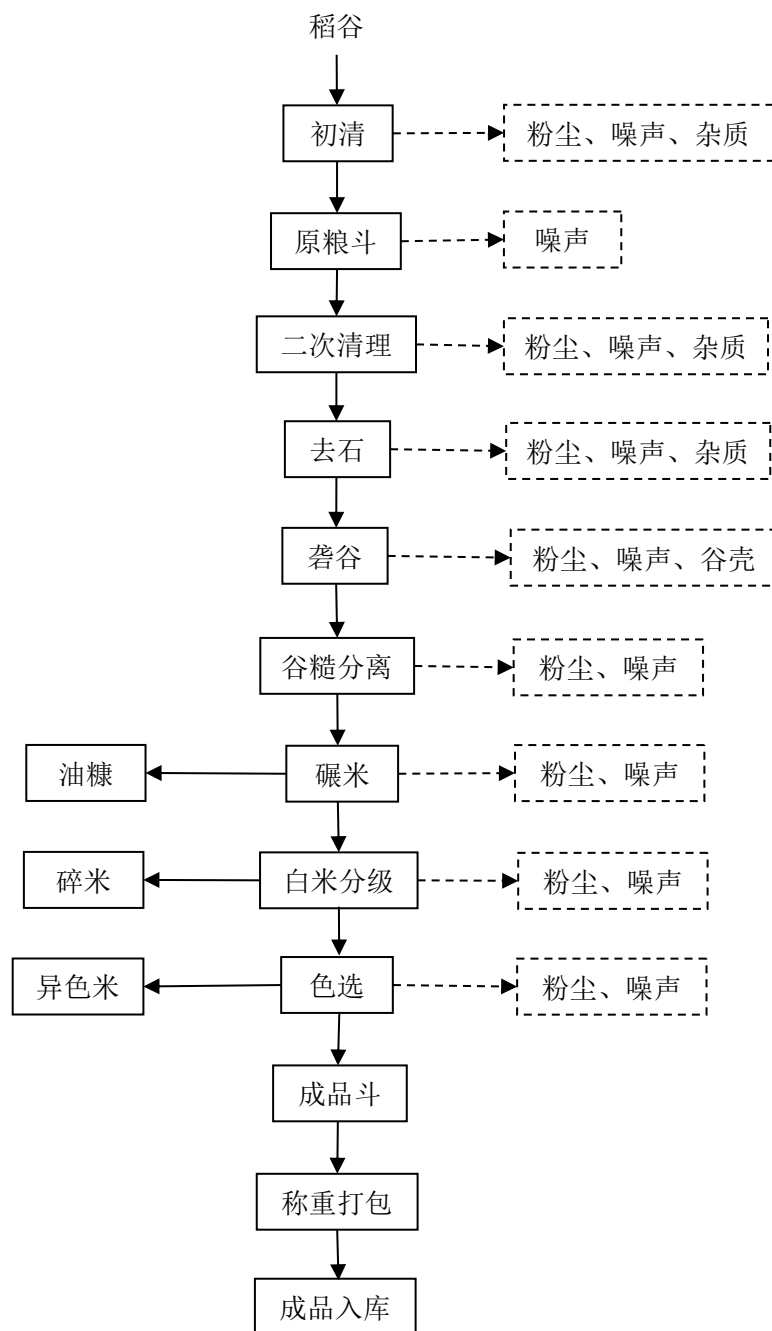 稻谷
初清
粉尘、噪声、杂质
原粮斗
噪声
二次清理
粉尘、噪声、杂质
去石
粉尘、噪声、杂质
砻谷
粉尘、噪声、谷壳
谷糙分离
粉尘、噪声
油糠
碾米
粉尘、噪声
碎米
白米分级
粉尘、噪声
异色米
色选
粉尘、噪声
成品斗
称重打包
成品入库